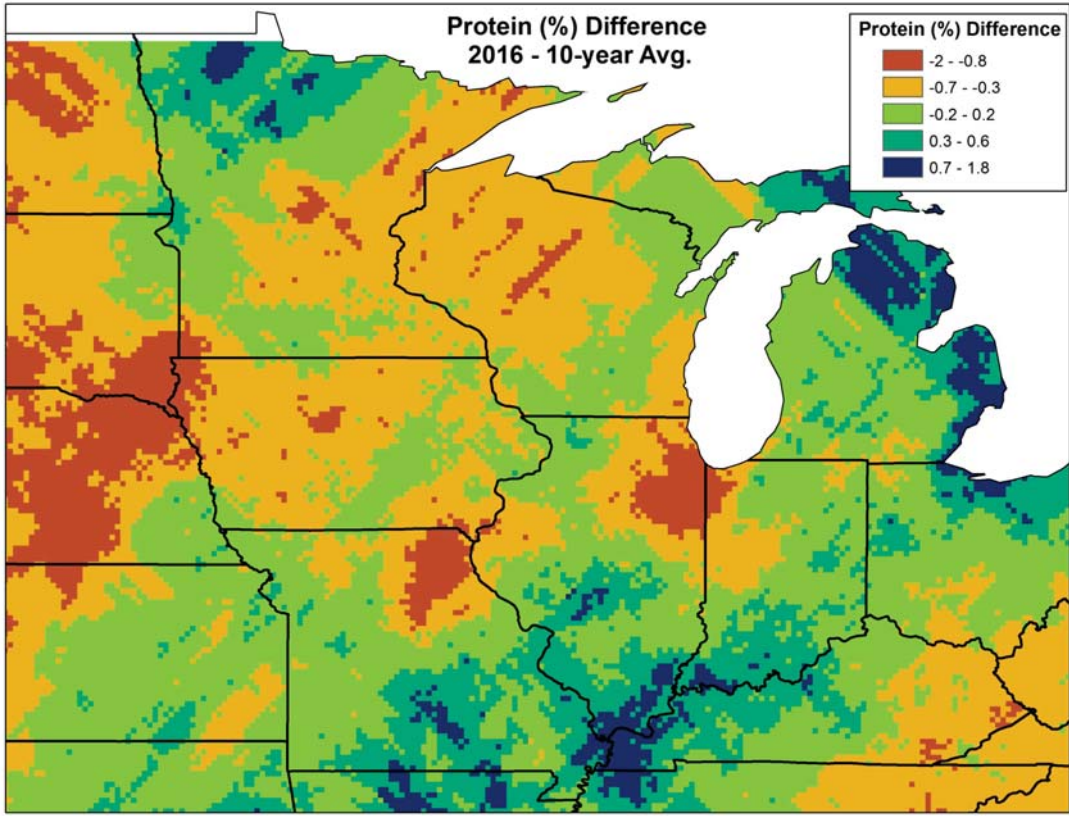 Protein (%) Difference
2016 - 10-year Avg.
Protein (%) Difference
-2 - -0.8
-0.7 - -0.3
-0.2 - 0.2
0.3 - 0.6
0.7 - 1.8